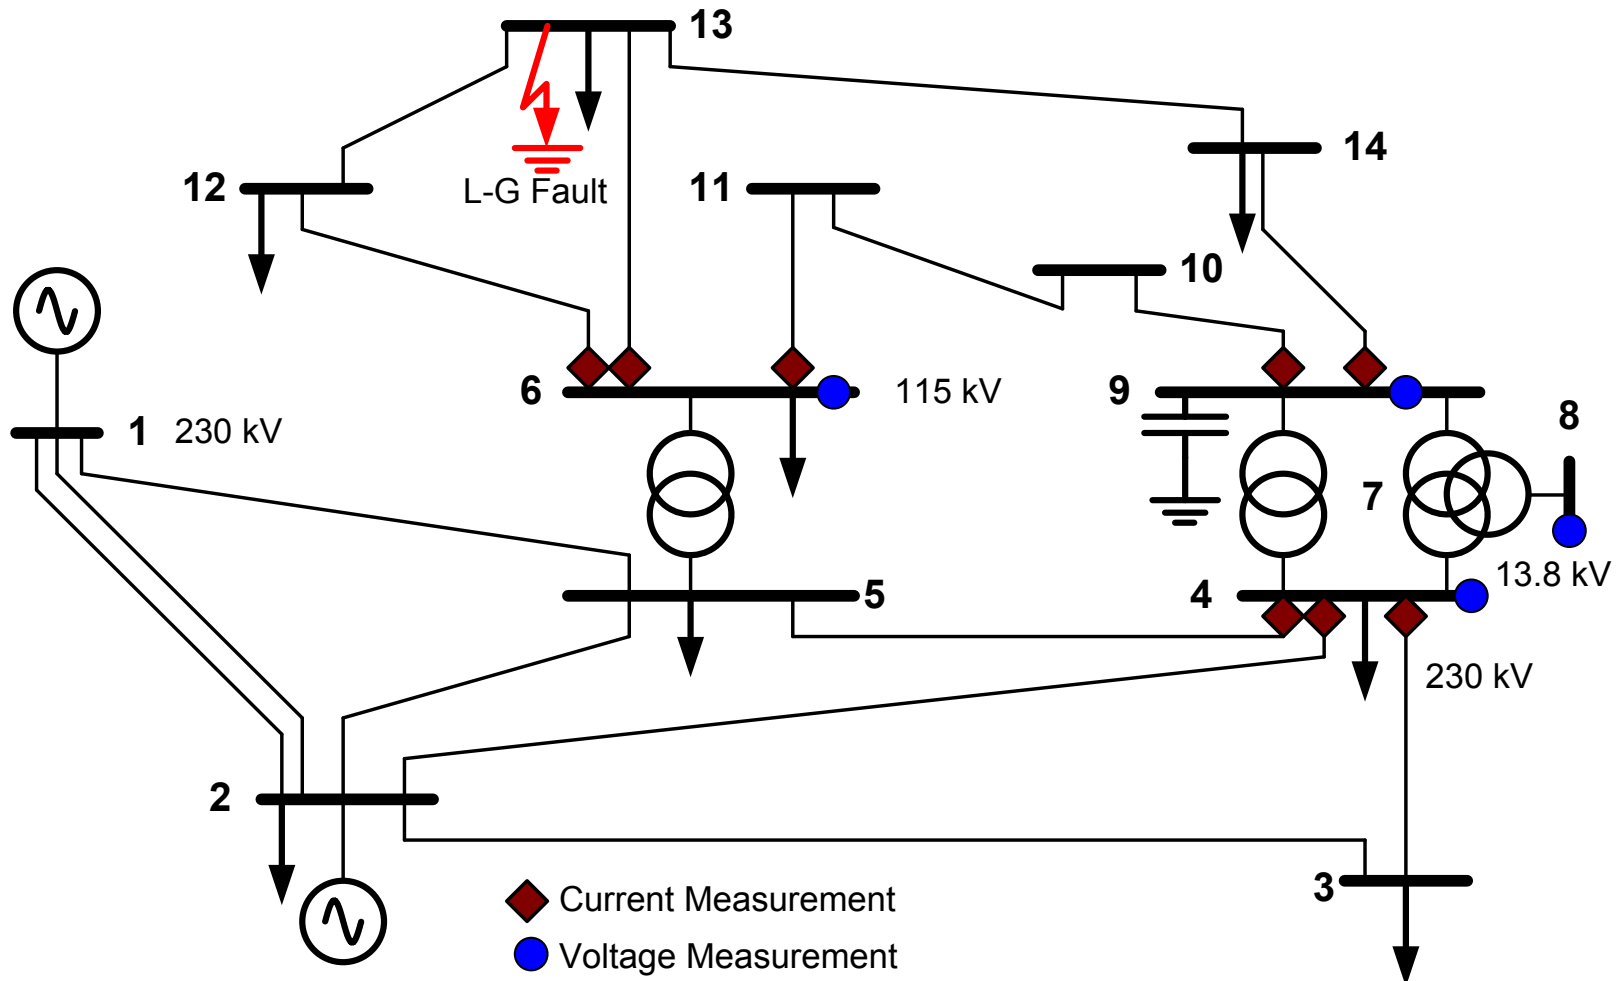 13
14
12
L-G Fault
11
10
6
115 kV
9
8
1 230 kV
7
13.8 kV
5
4
230 kV
2
3
Current Measurement
Voltage Measurement